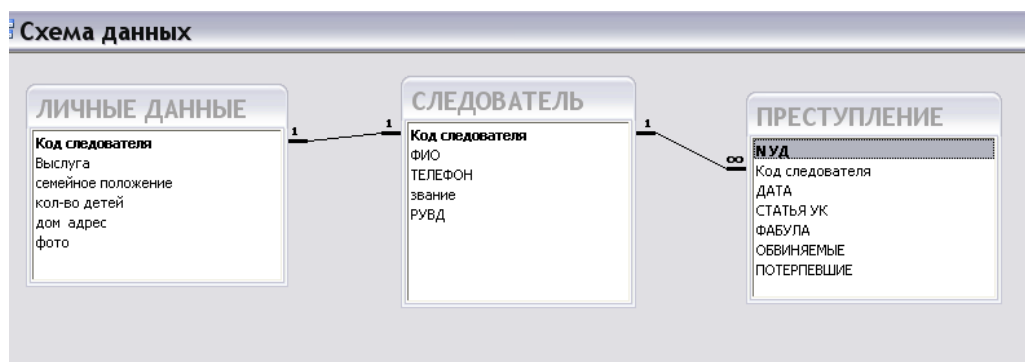 Схема данных
ЛИЧНЫЕ ДАННЫЕ
Код следователя
Выслуга
семейное положение
кол-во детей
дом адрес
фото
1
1
СЛЕДОВАТЕЛЬ
Код следователя
ФИО
ТЕЛЕФОН
звание
РУВД
1
∞
ПРЕСТУПЛЕНИЕ
N УД
Код следователя
ДАТА
СТАТЬЯ УК
ФАБУЛА
ОБВИНЯЕМЫЕ
ПОТЕРПЕВШИЕ